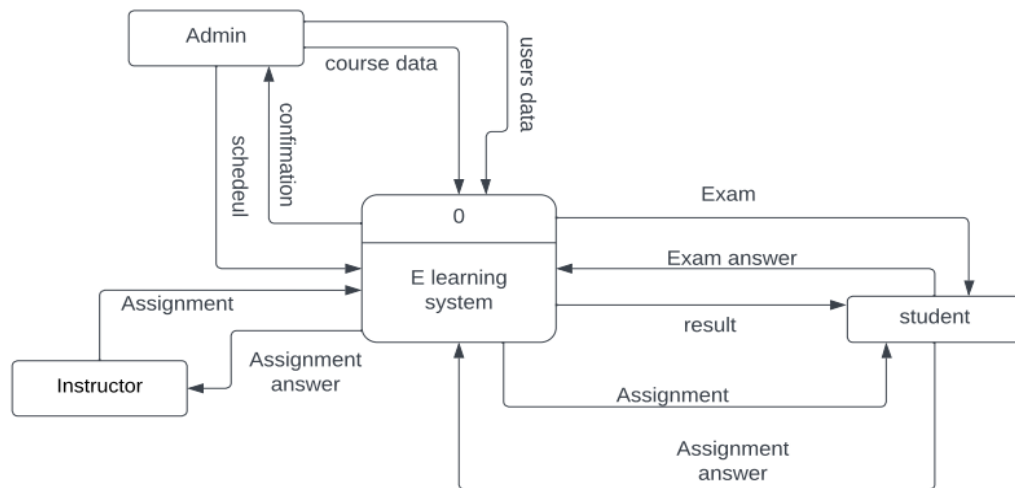 Admin
course data
users data
confimation
schedeul
0
E learning
system
Exam
Exam answer
result
student
Assignment
Instructor
Assignment
answer
Assignment
Assignment
answer